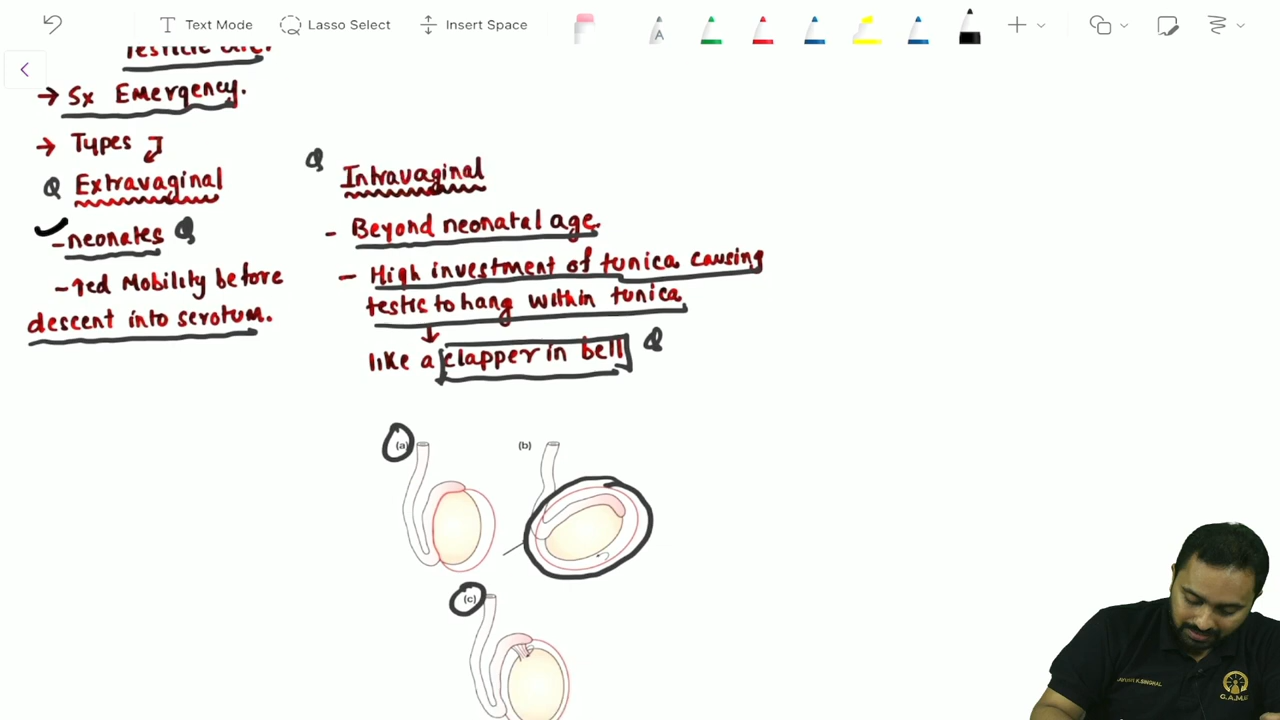 Text Mode
Lasso Select
Insert Space
A
→ Sx Emergency.
→ Types
Q Extravaginal
- neonates Q
- ↑ed Mobility before
descent into scrotum.
Q Intravaginal
- Beyond neonatal age.
- High investment of tunica causing
testis to hang within tunica
↓
like a clapper in bell Q
(a)
(b)
(c)
G.A.M.S